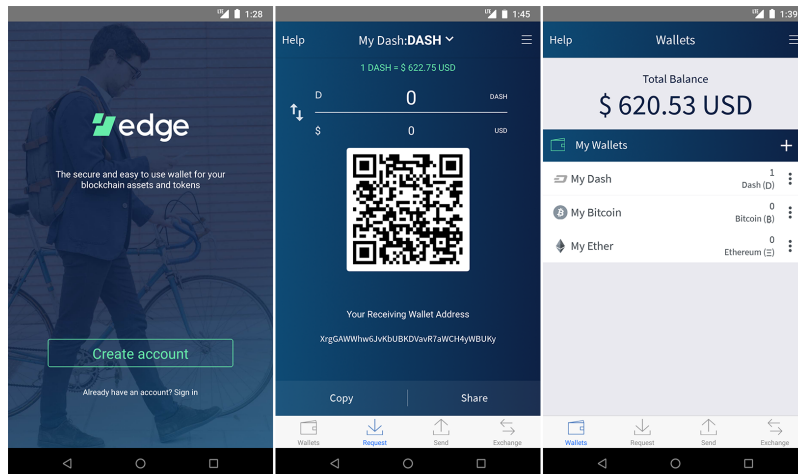 LTE 1:28
edge
The secure and easy to use wallet for your
blockchain assets and tokens
Create account
Already have an account? Sign in
LTE 1:45
Help My Dash:DASH
1 DASH = $ 622.75 USD
D 0 DASH
$ 0 USD
Your Receiving Wallet Address
XrgGAWWhw6JvKbUBKDVavR7aWCH4yWBUKy
Copy Share
Wallets Request Send Exchange
LTE 1:39
Help Wallets
Total Balance
$ 620.53 USD
My Wallets +
My Dash 1
Dash (D)
My Bitcoin 0
Bitcoin (Ƀ)
My Ether 0
Ethereum (Ξ)
Wallets Request Send Exchange